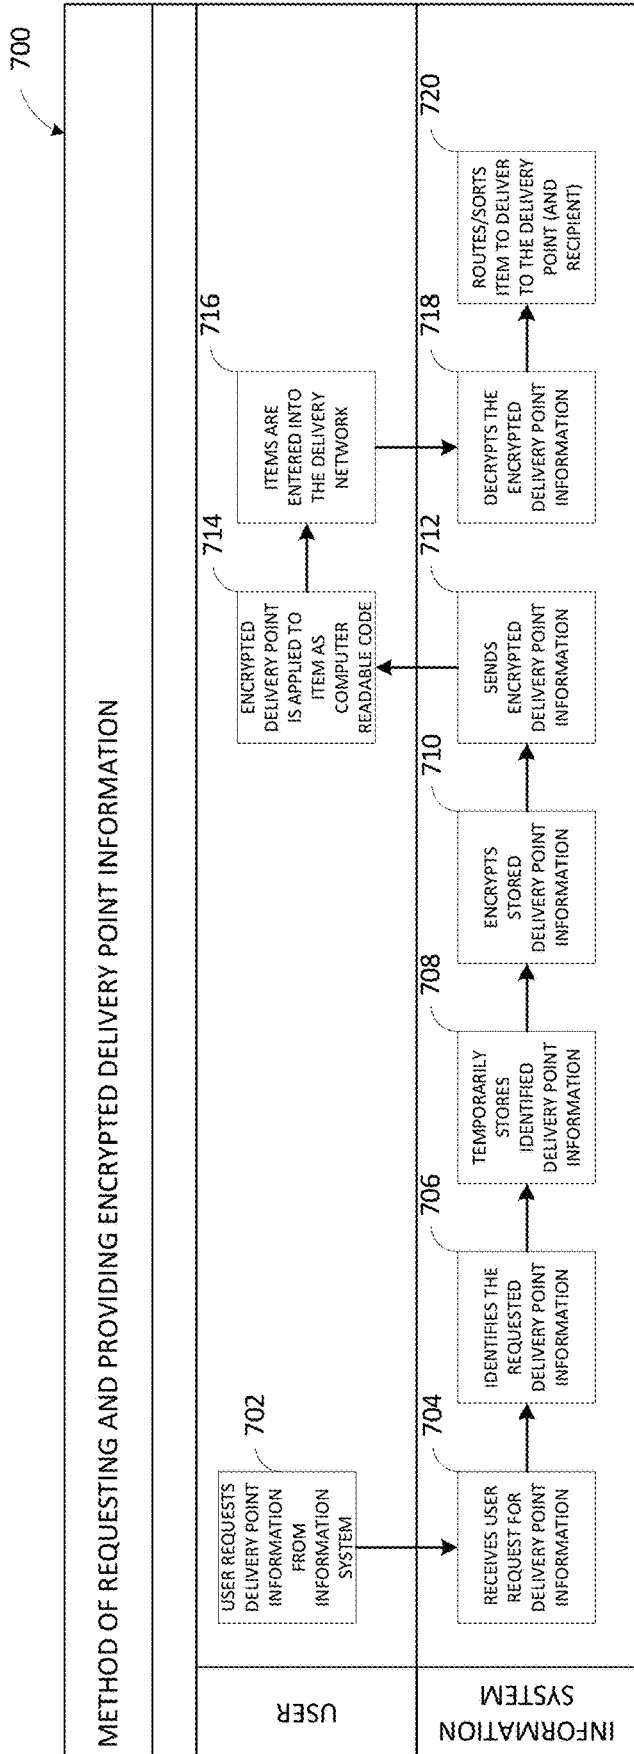 700
METHOD OF REQUESTING AND PROVIDING ENCRYPTED DELIVERY POINT INFORMATION
USER
702
USER REQUESTS
DELIVERY POINT
INFORMATION
FROM
INFORMATION
SYSTEM
714
ENCRYPTED
DELIVERY POINT
IS APPLIED TO
ITEM AS
COMPUTER
READABLE CODE
716
ITEMS ARE
ENTERED INTO
THE DELIVERY
NETWORK
INFORMATION
SYSTEM
704
RECEIVES USER
REQUEST FOR
DELIVERY POINT
INFORMATION
706
IDENTIFIES THE
REQUESTED
DELIVERY POINT
INFORMATION
708
TEMPORARILY
STORES
IDENTIFIED
DELIVERY POINT
INFORMATION
710
ENCRYPTS
STORED
DELIVERY POINT
INFORMATION
712
SENDS
ENCRYPTED
DELIVERY POINT
INFORMATION
718
DECRYPTS THE
ENCRYPTED
DELIVERY POINT
INFORMATION
720
ROUTES/SORTS
ITEM TO DELIVER
TO THE DELIVERY
POINT (AND
RECIPIENT)